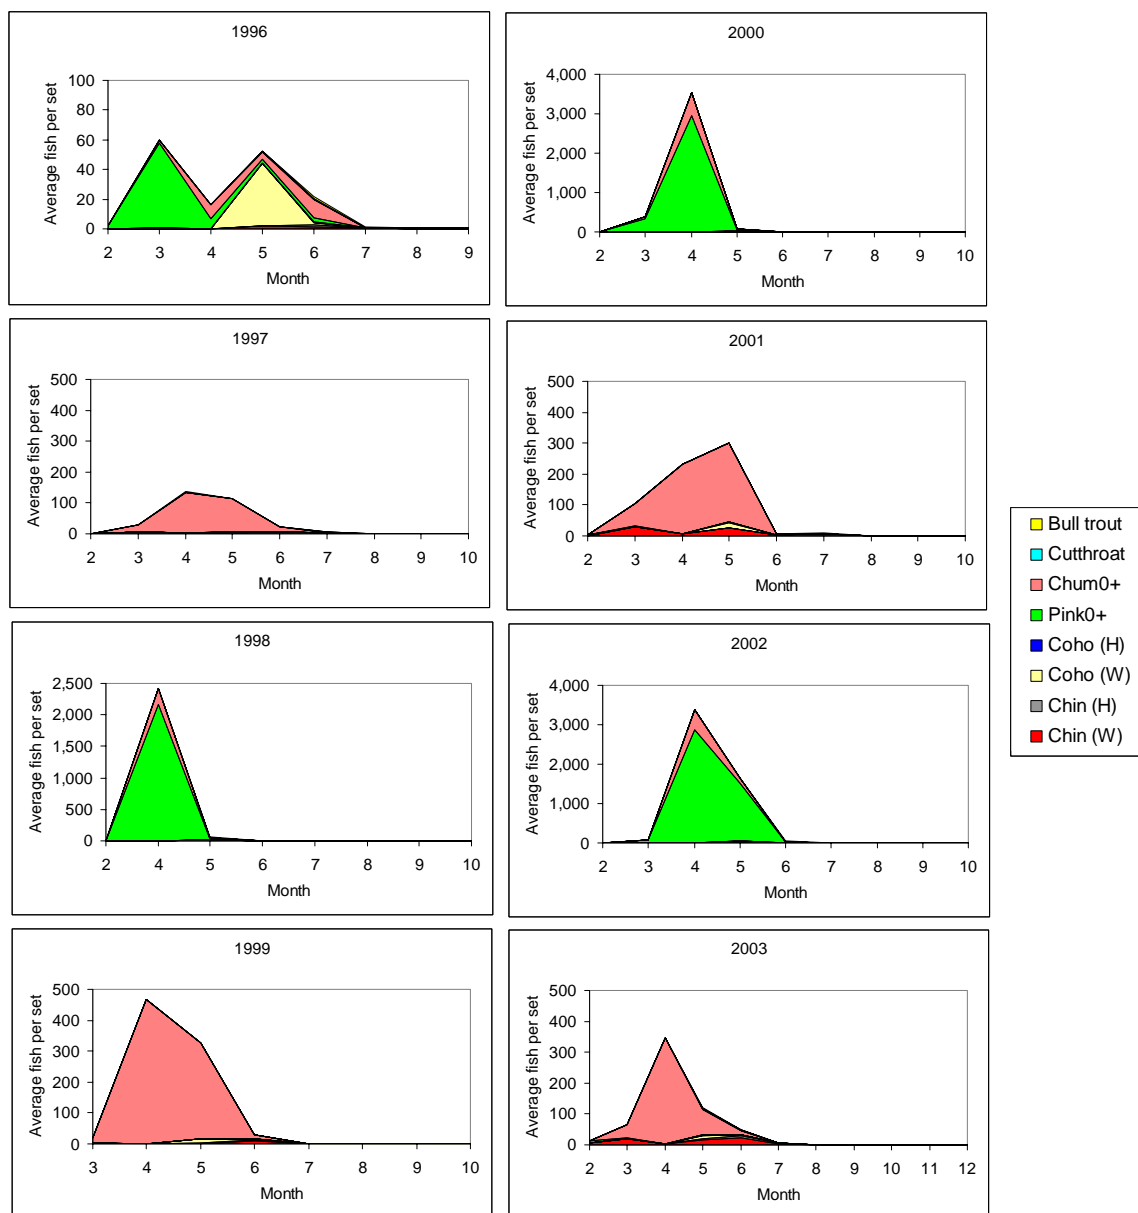 1996
Average fish per set
100
80
60
40
20
0
2 3 4 5 6 7 8 9
Month
2000
Average fish per set
4,000
3,000
2,000
1,000
0
2 3 4 5 6 7 8 9 10
Month
1997
Average fish per set
500
400
300
200
100
0
2 3 4 5 6 7 8 9 10
Month
2001
Average fish per set
500
400
300
200
100
0
2 3 4 5 6 7 8 9 10
Month
1998
Average fish per set
2,500
2,000
1,500
1,000
500
0
2 4 5 6 7 8 9 10
Month
2002
Average fish per set
4,000
3,000
2,000
1,000
0
2 3 4 5 6 7 8 9 10
Month
1999
Average fish per set
500
400
300
200
100
0
3 4 5 6 7 8 9 10
Month
2003
Average fish per set
500
400
300
200
100
0
2 3 4 5 6 7 8 9 10 11 12
Month
Bull trout
Cutthroat
Chum0+
Pink0+
Coho (H)
Coho (W)
Chin (H)
Chin (W)